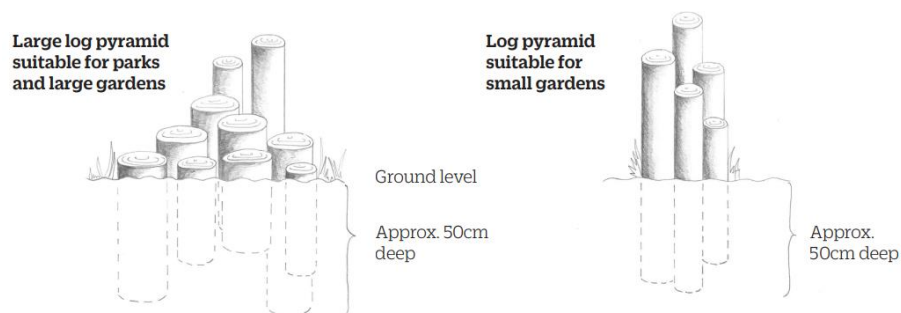 Large log pyramid
suitable for parks
and large gardens
Ground level
Approx. 50cm
deep
Log pyramid
suitable for
small gardens
Approx.
50cm deep